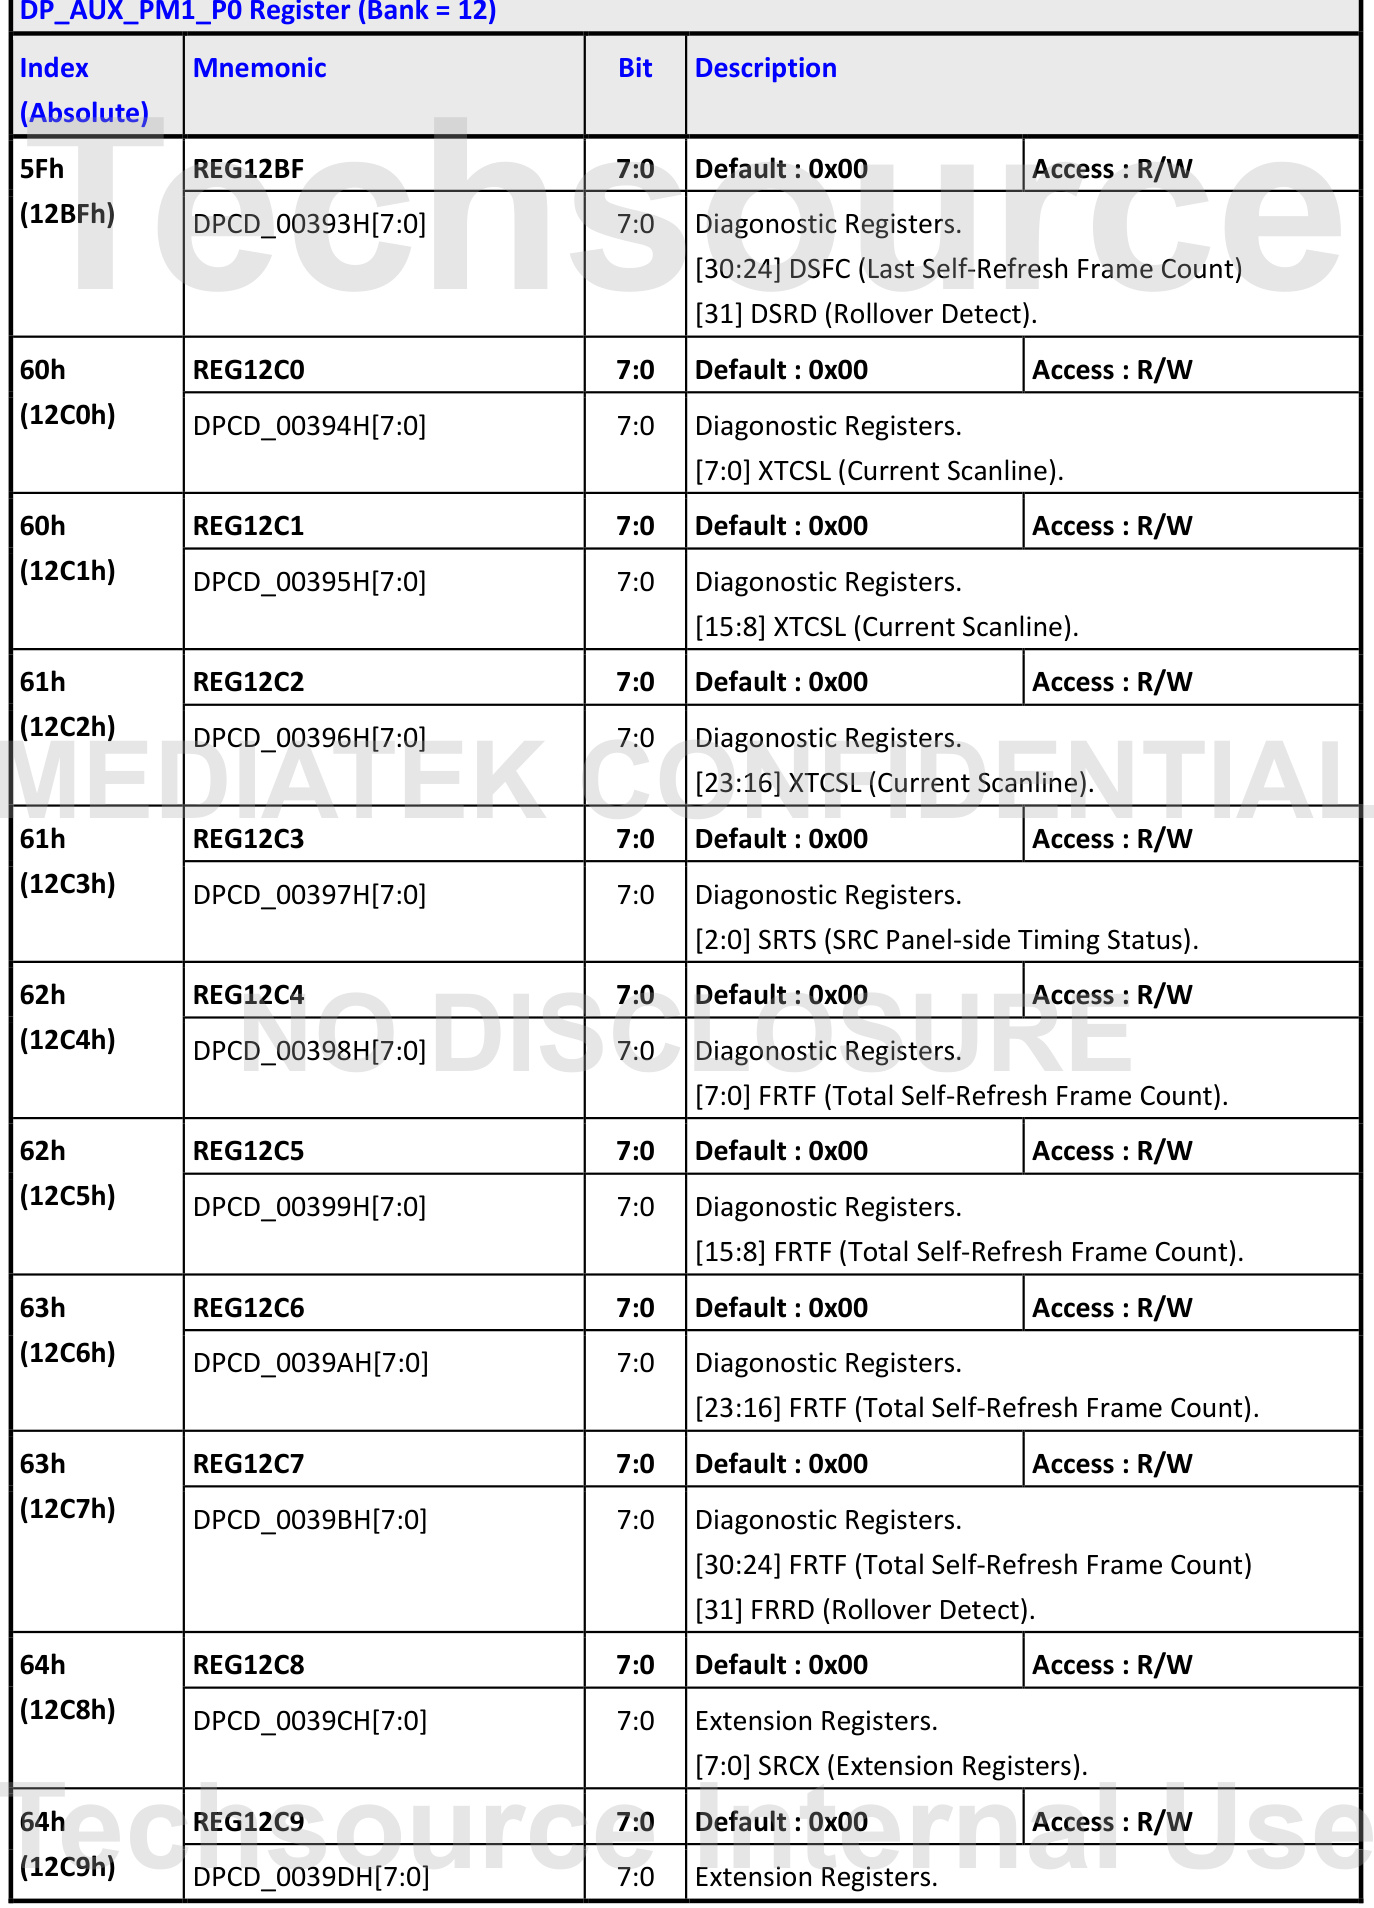 DP_AUX_PM1_P0 Register (Bank = 12)
Index (Absolute) Mnemonic Bit Description
5Fh (12BFh) REG12BF 7:0 Default : 0x00 Access : R/W
DPCD_00393H[7:0] 7:0 Diagonostic Registers.
[30:24] DSFC (Last Self-Refresh Frame Count)
[31] DSRD (Rollover Detect).
60h (12C0h) REG12C0 7:0 Default : 0x00 Access : R/W
DPCD_00394H[7:0] 7:0 Diagonostic Registers.
[7:0] XTCSL (Current Scanline).
60h (12C1h) REG12C1 7:0 Default : 0x00 Access : R/W
DPCD_00395H[7:0] 7:0 Diagonostic Registers.
[15:8] XTCSL (Current Scanline).
61h (12C2h) REG12C2 7:0 Default : 0x00 Access : R/W
DPCD_00396H[7:0] 7:0 Diagonostic Registers.
[23:16] XTCSL (Current Scanline).
61h (12C3h) REG12C3 7:0 Default : 0x00 Access : R/W
DPCD_00397H[7:0] 7:0 Diagonostic Registers.
[2:0] SRTS (SRC Panel-side Timing Status).
62h (12C4h) REG12C4 7:0 Default : 0x00 Access : R/W
DPCD_00398H[7:0] 7:0 Diagonostic Registers.
[7:0] FRTF (Total Self-Refresh Frame Count).
62h (12C5h) REG12C5 7:0 Default : 0x00 Access : R/W
DPCD_00399H[7:0] 7:0 Diagonostic Registers.
[15:8] FRTF (Total Self-Refresh Frame Count).
63h (12C6h) REG12C6 7:0 Default : 0x00 Access : R/W
DPCD_0039AH[7:0] 7:0 Diagonostic Registers.
[23:16] FRTF (Total Self-Refresh Frame Count).
63h (12C7h) REG12C7 7:0 Default : 0x00 Access : R/W
DPCD_0039BH[7:0] 7:0 Diagonostic Registers.
[30:24] FRTF (Total Self-Refresh Frame Count)
[31] FRRD (Rollover Detect).
64h (12C8h) REG12C8 7:0 Default : 0x00 Access : R/W
DPCD_0039CH[7:0] 7:0 Extension Registers.
[7:0] SRCX (Extension Registers).
64h (12C9h) REG12C9 7:0 Default : 0x00 Access : R/W
DPCD_0039DH[7:0] 7:0 Extension Registers.
Techsource
MEDIATEK CONFIDENTIAL
NO DISCLOSURE
Techsource Internal Use